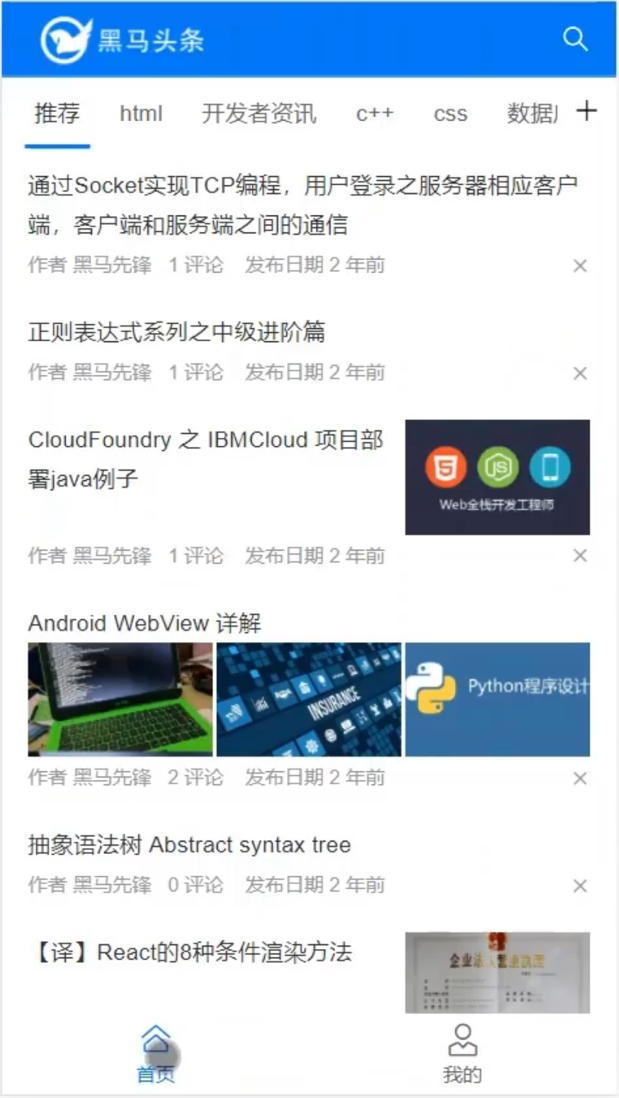 黑马头条
推荐 html 开发者资讯 c++ css 数据
通过Socket实现TCP编程，用户登录之服务器相应客户
端，客户端和服务端之间的通信
作者 黑马先锋 1 评论 发布日期 2 年前
正则表达式系列之中级进阶篇
作者 黑马先锋 1 评论 发布日期 2 年前
CloudFoundry 之 IBMCloud 项目部
署java例子
Web全栈开发工程师
作者 黑马先锋 1 评论 发布日期 2 年前
Android WebView 详解
INSURANCE
Python程序设计
作者 黑马先锋 2 评论 发布日期 2 年前
抽象语法树 Abstract syntax tree
作者 黑马先锋 0 评论 发布日期 2 年前
【译】React的8种条件渲染方法
企业法人营业执照
首页 我的